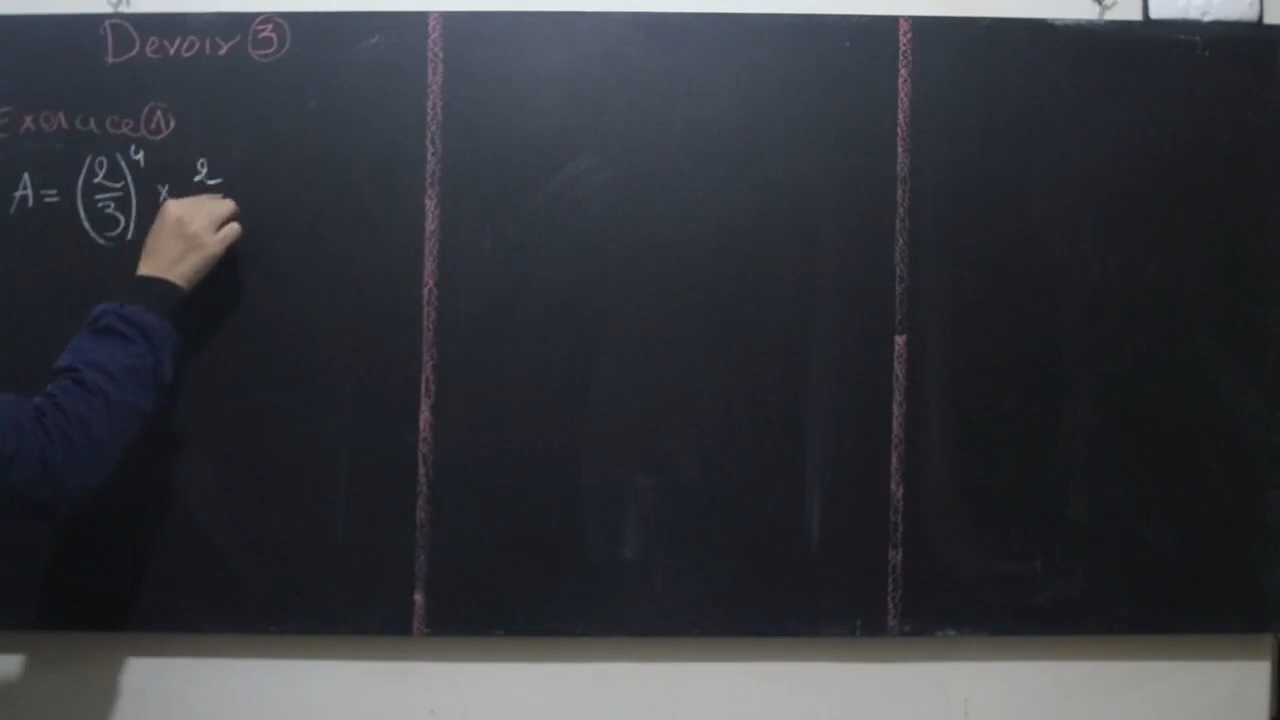 Devoir ③
Exercice ①
A = (2/3)^4 × 2